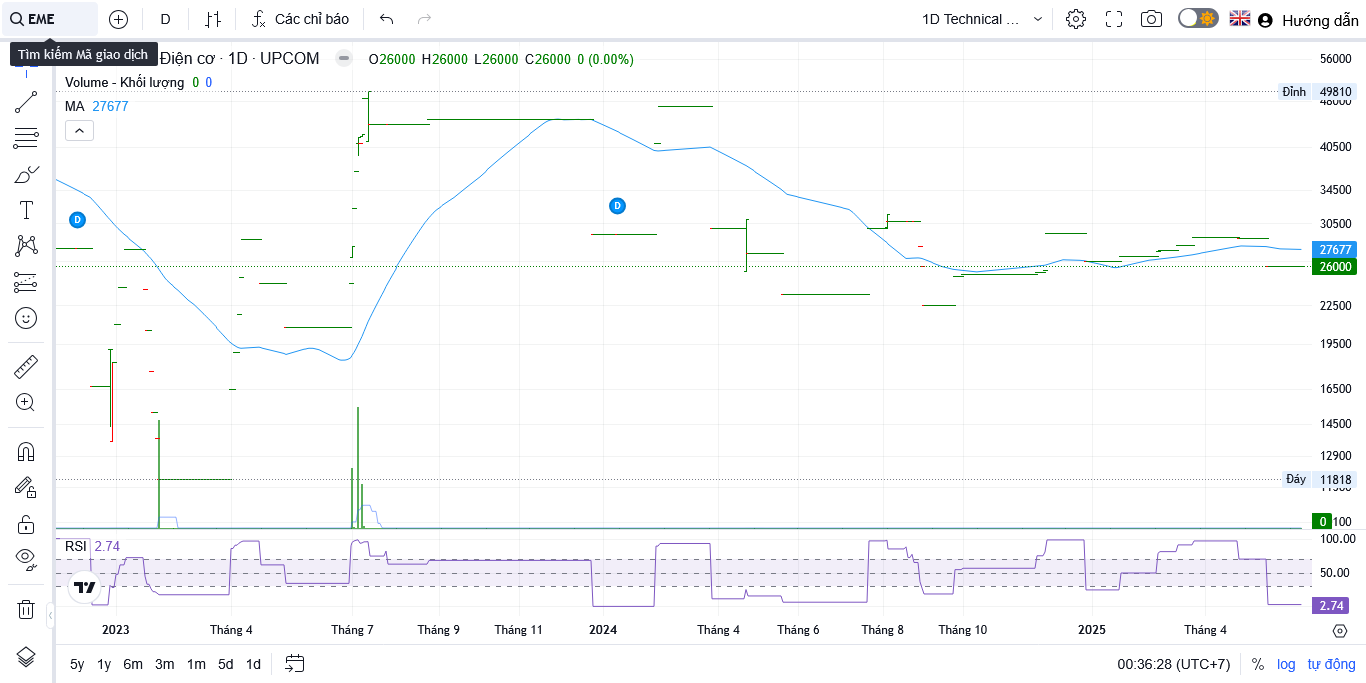 EME D Các chỉ báo 1D Technical ... Hướng dẫn
Tìm kiếm Mã giao dịch Điện cơ · 1D · UPCOM O26000 H26000 L26000 C26000 0 (0.00%)
Volume - Khối lượng 0 0
MA 27677
56000
Đỉnh 49810
48000
40500
34500
30500
27677
26000
22500
19500
16500
14500
12900
Đáy 11818
0
D
D
RSI 2.74
100.00
50.00
2.74
2023 Tháng 4 Tháng 7 Tháng 9 Tháng 11 2024 Tháng 4 Tháng 6 Tháng 8 Tháng 10 2025 Tháng 4
5y 1y 6m 3m 1m 5d 1d 00:36:28 (UTC+7) % log tự động